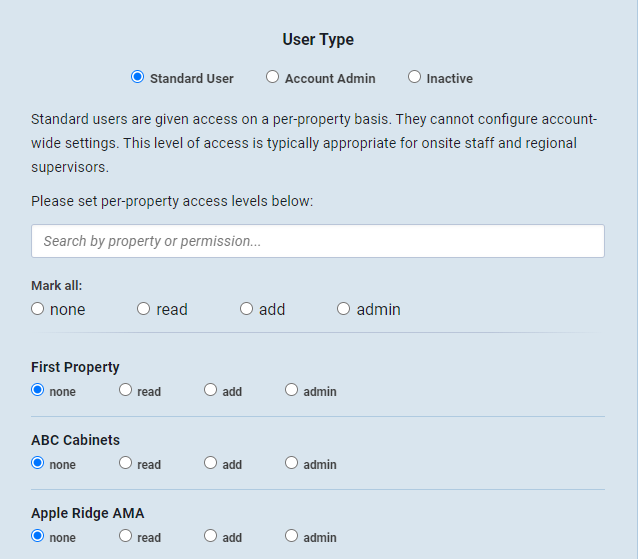 User Type
Standard User Account Admin Inactive
Standard users are given access on a per-property basis. They cannot configure account-
wide settings. This level of access is typically appropriate for onsite staff and regional
supervisors.
Please set per-property access levels below:
Search by property or permission...
Mark all:
none read add admin
First Property
none read add admin
ABC Cabinets
none read add admin
Apple Ridge AMA
none read add admin